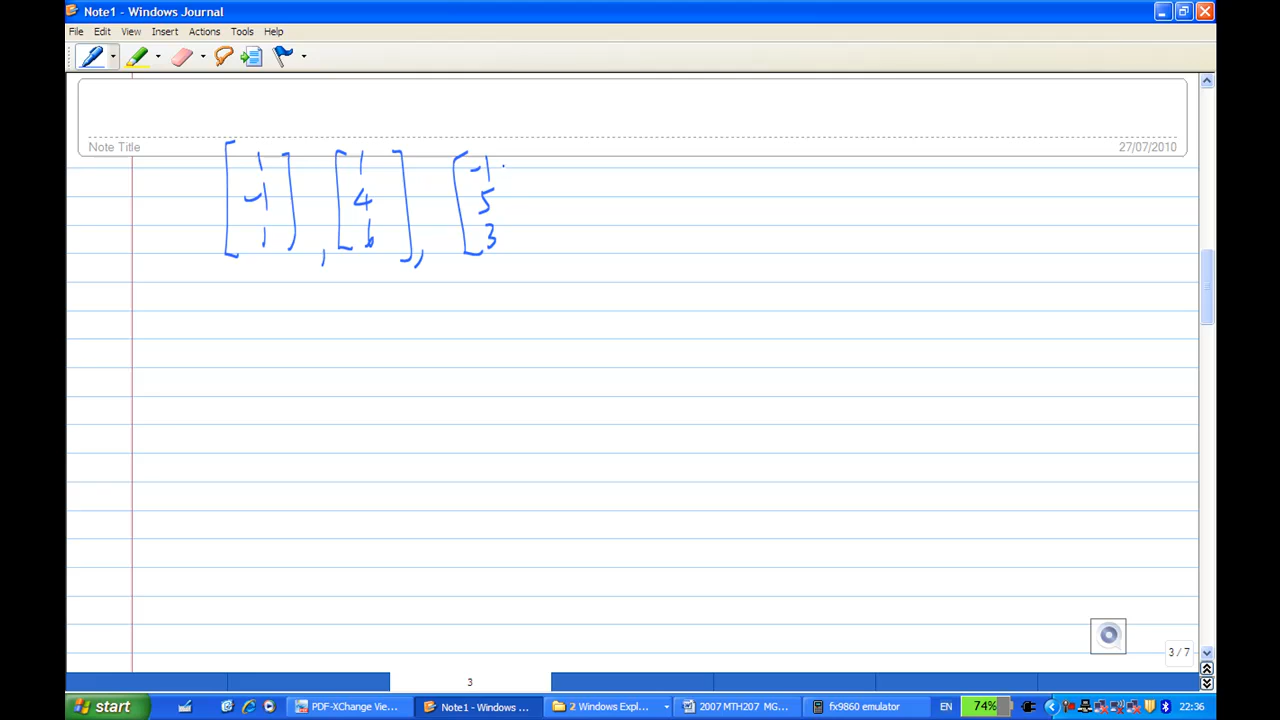 Note1 - Windows Journal
File Edit View Insert Actions Tools Help
Note Title
27/07/2010
[ 1 ] , [ 1 ] , [ -1
-1 4 5
1 6 3
3 / 7
3
start PDF-XChange Vie... Note1 - Windows ... 2 Windows Expl... 2007 MTH207 MG... fx9860 emulator EN 74% 22:36